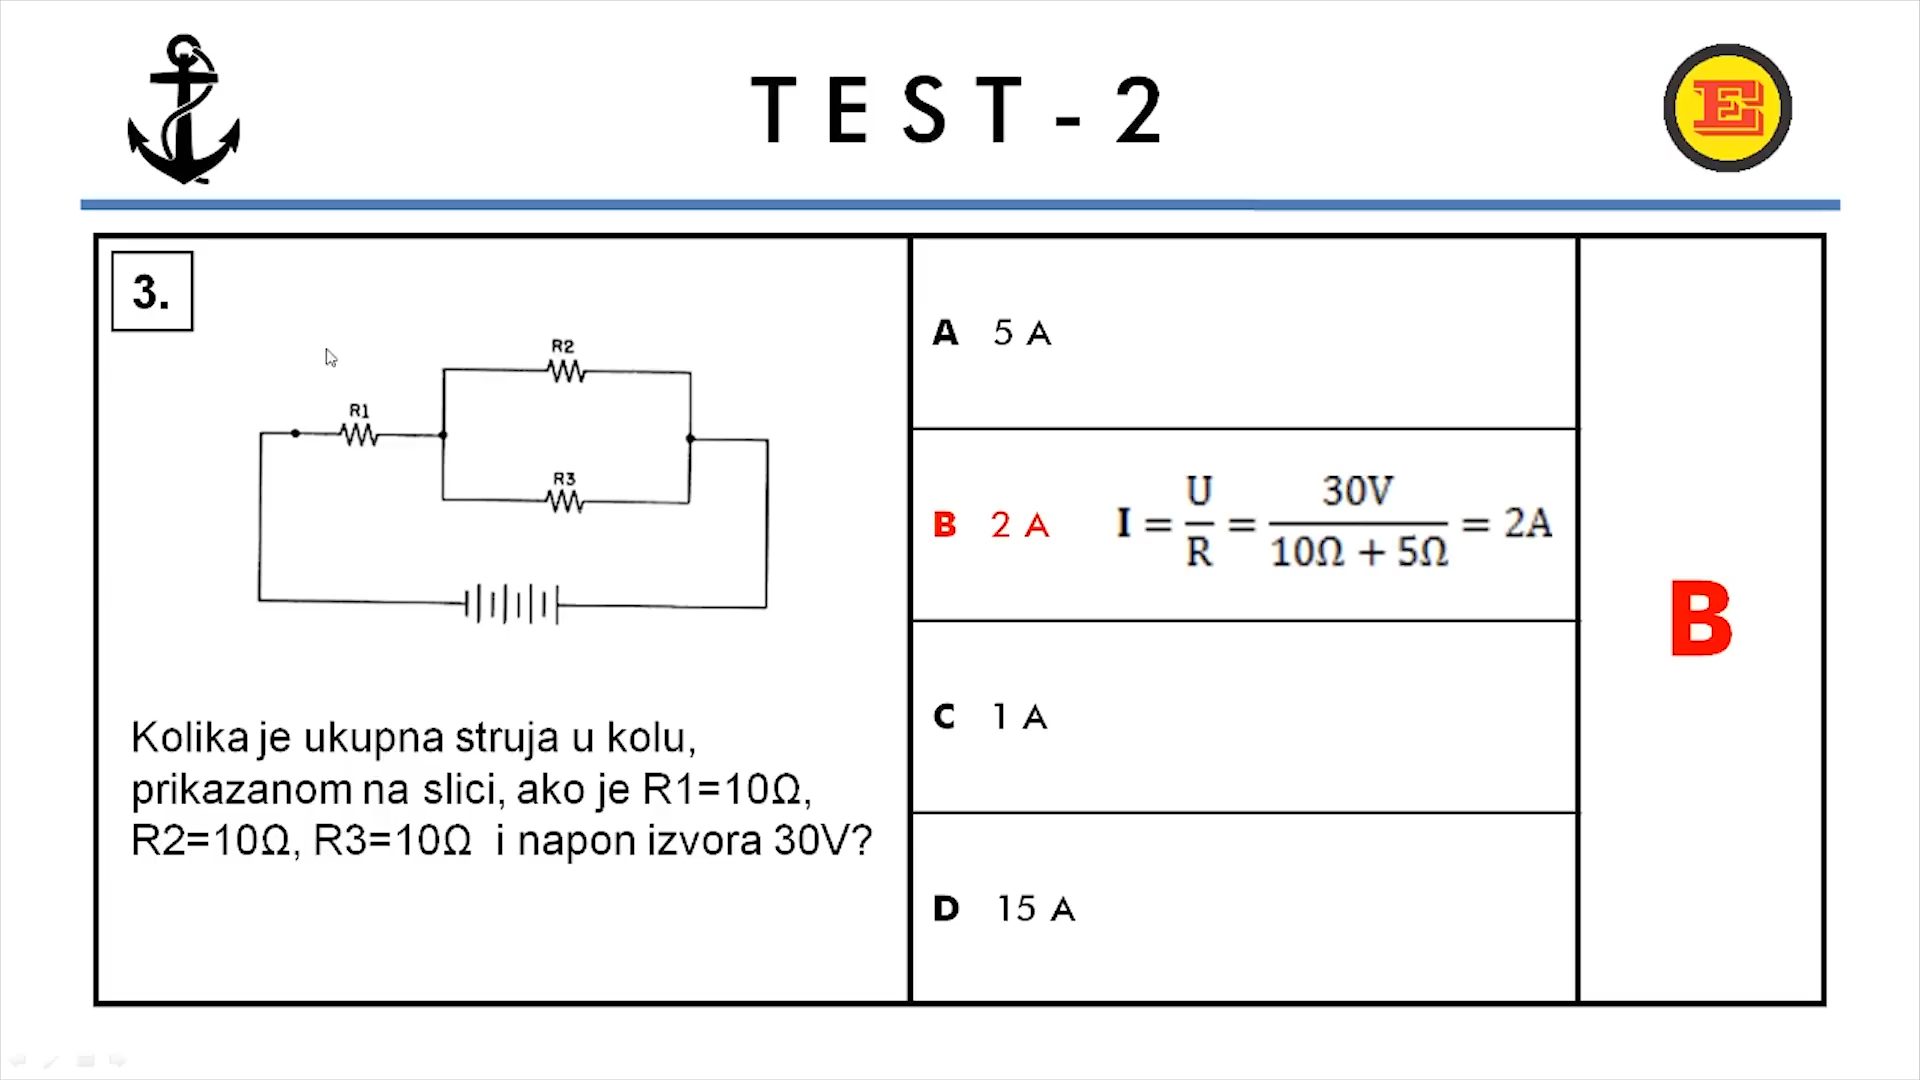 TEST-2
E
3.
R2
R1
R3
Kolika je ukupna struja u kolu,
prikazanom na slici, ako je R1=10Ω,
R2=10Ω, R3=10Ω i napon izvora 30V?
A 5 A
B 2 A I = U/R = 30V/(10Ω + 5Ω) = 2A
C 1 A
D 15 A
B